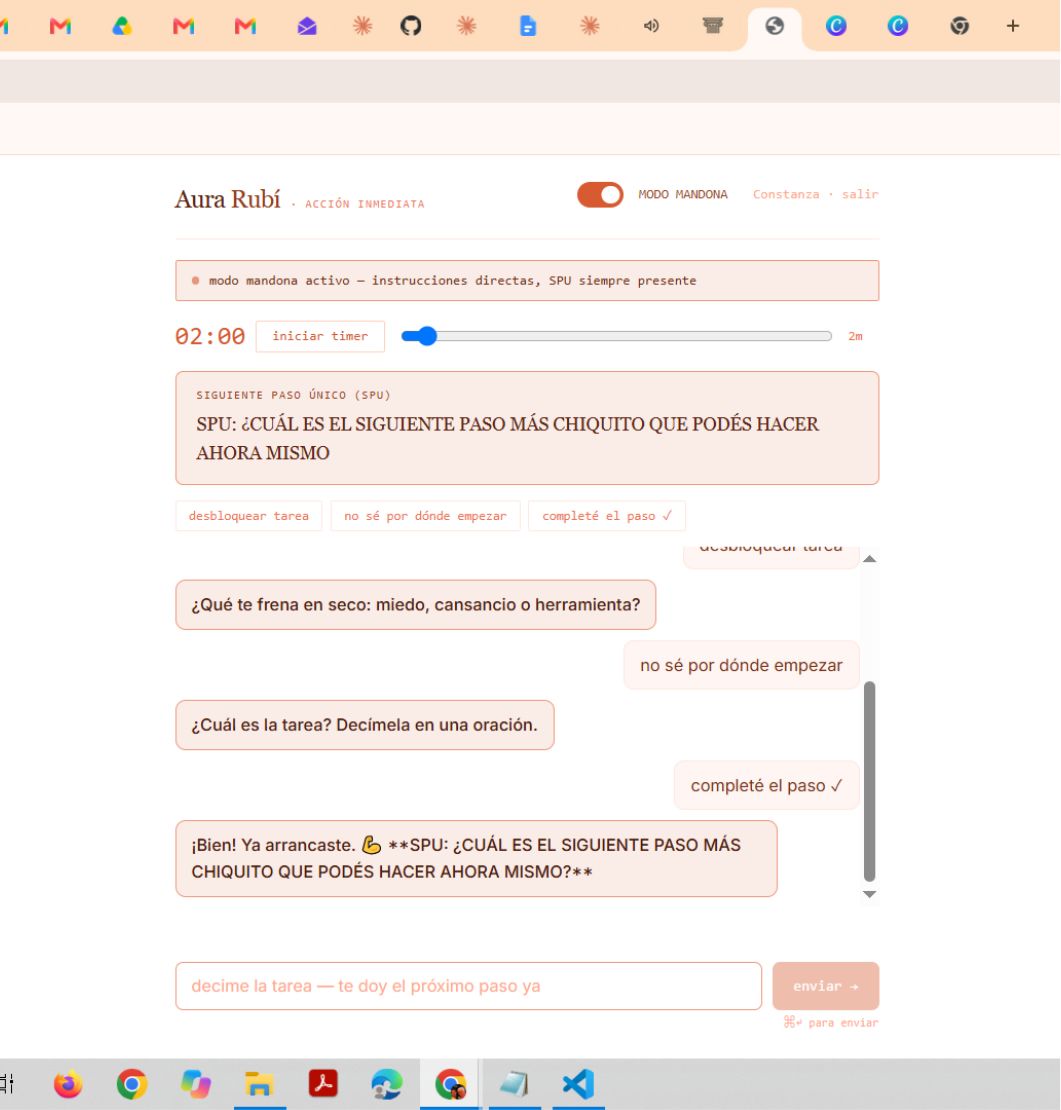 Aura Rubí · ACCIÓN INMEDIATA
MODO MANDONA
Constanza · salir
modo mandona activo — instrucciones directas, SPU siempre presente
02:00
iniciar timer
2m
SIGUIENTE PASO ÚNICO (SPU)
SPU: ¿CUÁL ES EL SIGUIENTE PASO MÁS CHIQUITO QUE PODÉS HACER
AHORA MISMO
desbloquear tarea
no sé por dónde empezar
completé el paso ✓
desbloquear tarea
¿Qué te frena en seco: miedo, cansancio o herramienta?
no sé por dónde empezar
¿Cuál es la tarea? Decímela en una oración.
completé el paso ✓
¡Bien! Ya arrancaste. 💪 **SPU: ¿CUÁL ES EL SIGUIENTE PASO MÁS
CHIQUITO QUE PODÉS HACER AHORA MISMO?**
decime la tarea — te doy el próximo paso ya
enviar →
⌘↵ para enviar